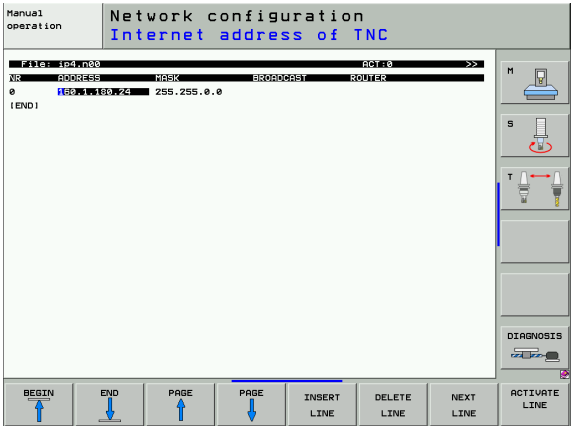 Manual
operation
Network configuration
Internet address of TNC
File: ip4.n00 ACT:0 >>
NR ADDRESS MASK BROADCAST ROUTER
0 160.1.180.24 255.255.0.0
[END]
M
S
T
DIAGNOSIS
BEGIN
END
PAGE
PAGE
INSERT
LINE
DELETE
LINE
NEXT
LINE
ACTIVATE
LINE